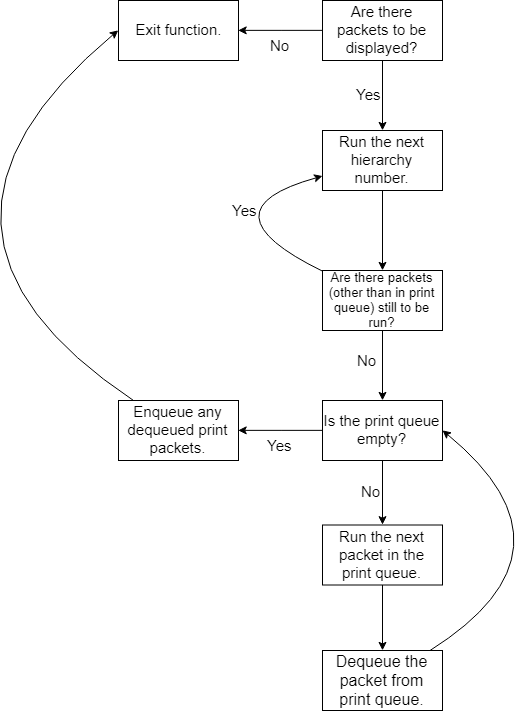 Exit function.
Are there
packets to be
displayed?
No
Yes
Run the next
hierarchy
number.
Yes
Are there packets
(other than in print
queue) still to be
run?
No
Enqueue any
dequeued print
packets.
Yes
Is the print queue
empty?
No
Run the next
packet in the
print queue.
Dequeue the
packet from
print queue.